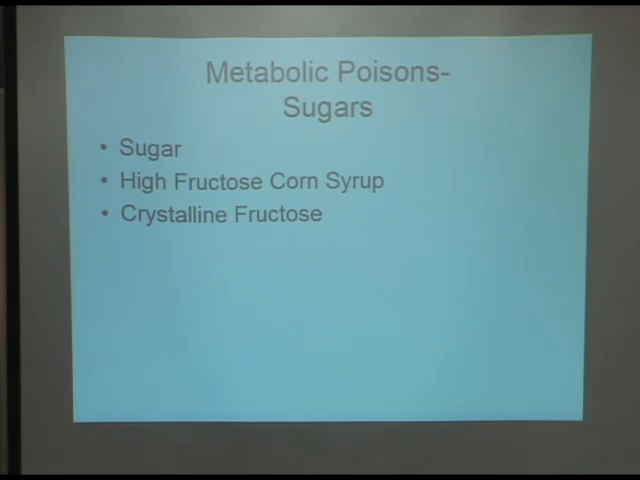 Metabolic Poisons-
Sugars
• Sugar
• High Fructose Corn Syrup
• Crystalline Fructose